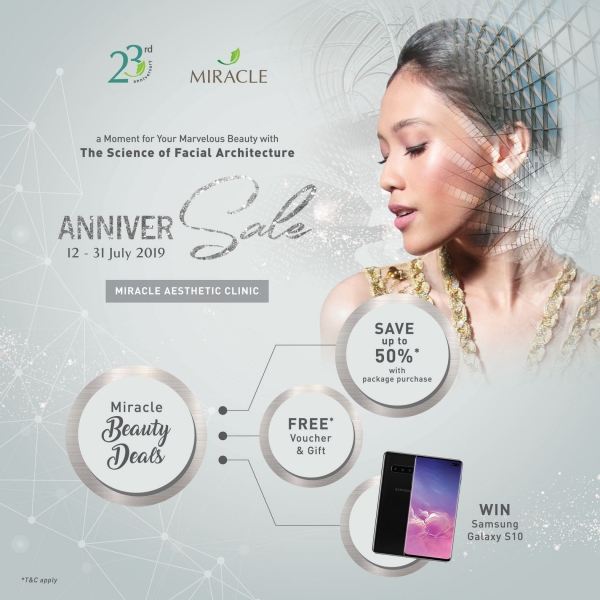 23rd
anniversary
MIRACLE
a Moment for Your Marvelous Beauty with
The Science of Facial Architecture
ANNIVER Sale
12 - 31 July 2019
MIRACLE AESTHETIC CLINIC
SAVE
up to
50%*
with
package purchase
Miracle
Beauty
Deals
FREE*
Voucher
& Gift
WIN
Samsung
Galaxy S10
*T&C apply